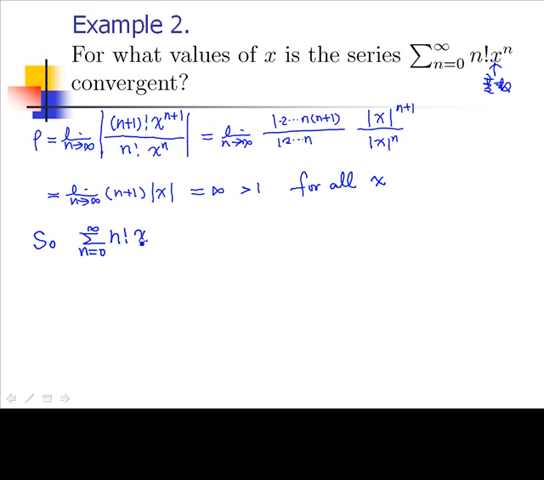 Example 2.
For what values of x is the series ∑_{n=0}^{∞} n!x^n
convergent?
ρ = lim_{n→∞} | (n+1)! x^{n+1} / n! x^n | = lim_{n→∞} 1·2···n(n+1) / 1·2···n |x|^{n+1} / |x|^n
= lim_{n→∞} (n+1) |x| = ∞ > 1 for all x
So ∑_{n=0}^{∞} n! x